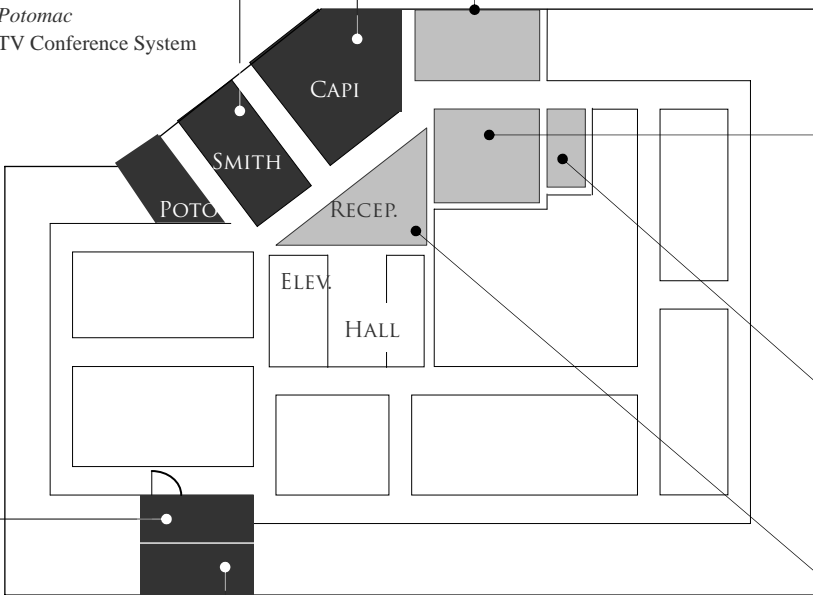 Potomac
TV Conference System
CAPI
SMITH
POTO
RECEP.
ELEV.
HALL